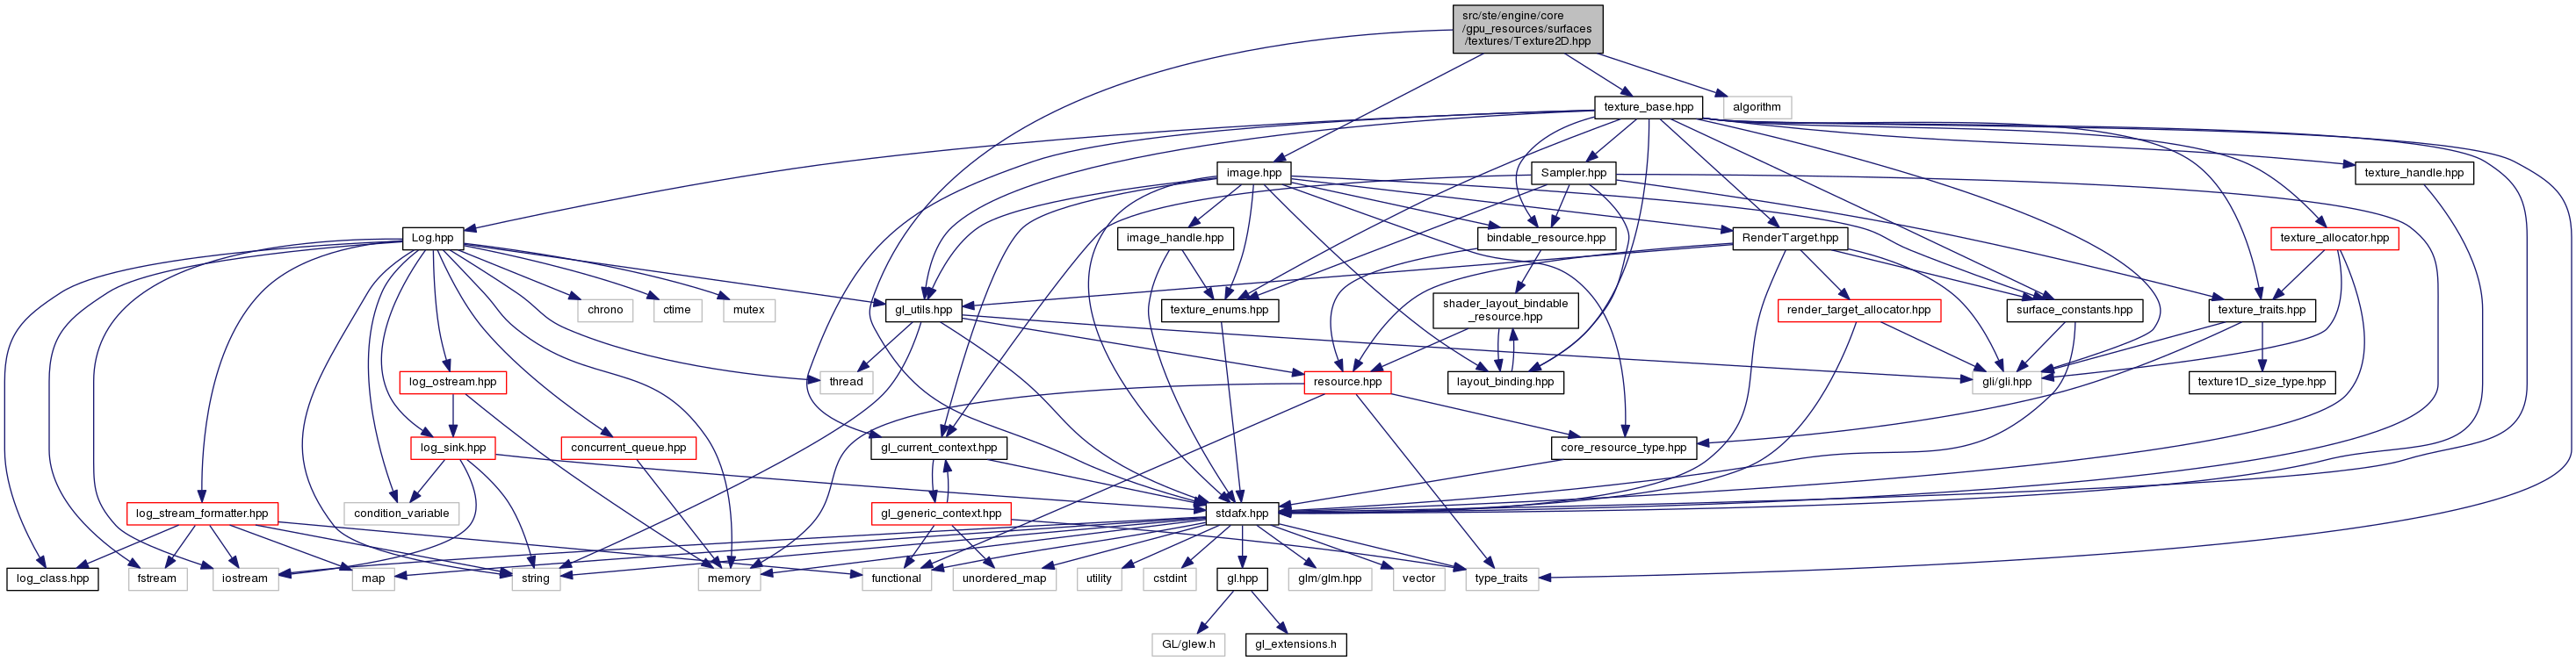 src/ste/engine/core
/gpu_resources/surfaces
/textures/Texture2D.hpp
texture_base.hpp
algorithm
image.hpp
Sampler.hpp
texture_handle.hpp
Log.hpp
image_handle.hpp
bindable_resource.hpp
RenderTarget.hpp
texture_allocator.hpp
chrono
ctime
mutex
gl_utils.hpp
texture_enums.hpp
shader_layout_bindable
_resource.hpp
render_target_allocator.hpp
surface_constants.hpp
texture_traits.hpp
log_ostream.hpp
thread
resource.hpp
layout_binding.hpp
gli/gli.hpp
texture1D_size_type.hpp
log_sink.hpp
concurrent_queue.hpp
gl_current_context.hpp
core_resource_type.hpp
log_stream_formatter.hpp
condition_variable
gl_generic_context.hpp
stdafx.hpp
log_class.hpp
fstream
iostream
map
string
memory
functional
unordered_map
utility
cstdint
gl.hpp
glm/glm.hpp
vector
type_traits
GL/glew.h
gl_extensions.h